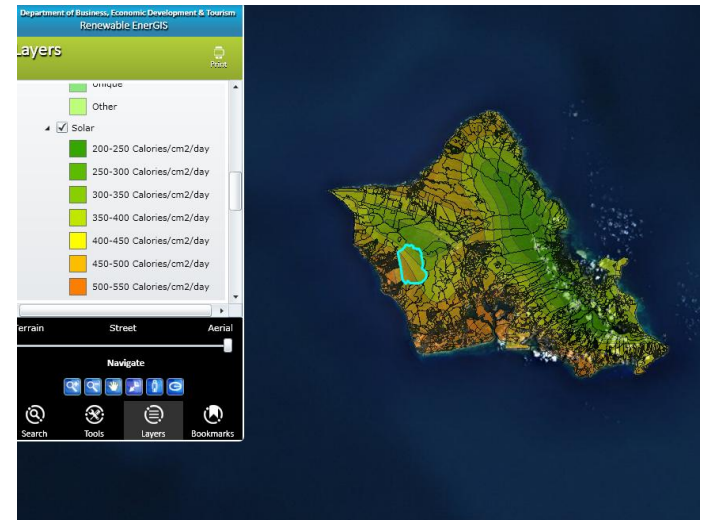 Department of Business, Economic Development & Tourism
Renewable EnerGIS
Layers
Print
Unique
Other
Solar
200-250 Calories/cm2/day
250-300 Calories/cm2/day
300-350 Calories/cm2/day
350-400 Calories/cm2/day
400-450 Calories/cm2/day
450-500 Calories/cm2/day
500-550 Calories/cm2/day
Terrain Street Aerial
Navigate
Search Tools Layers Bookmarks